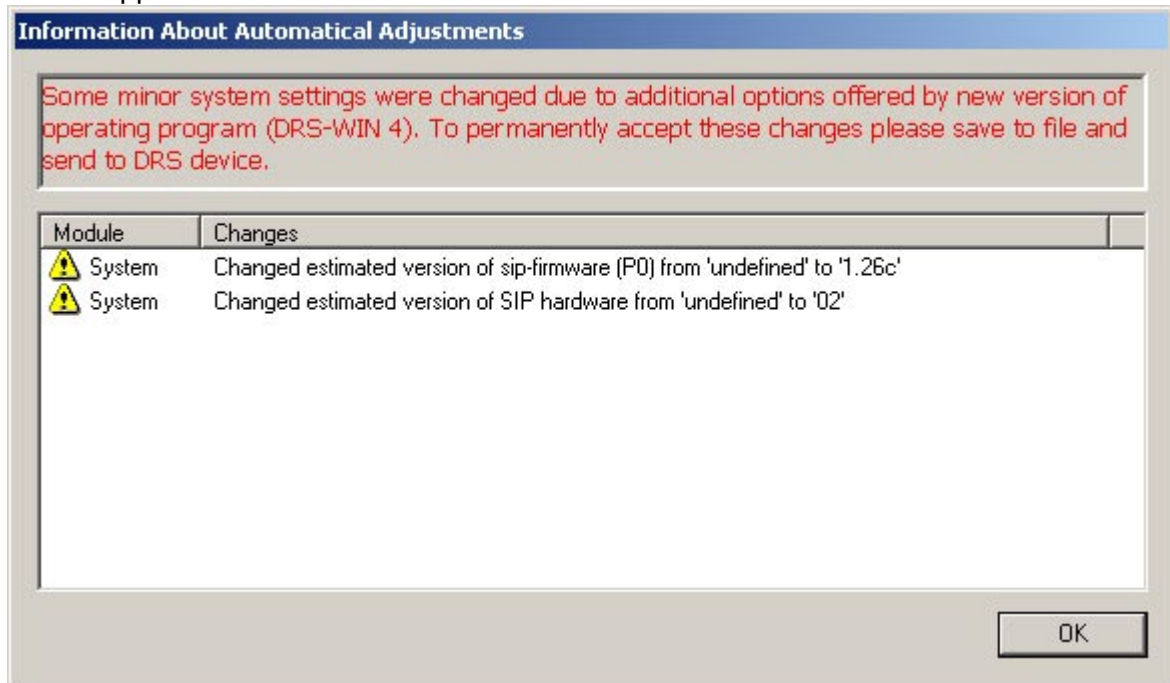 Information About Automatical Adjustments
Some minor system settings were changed due to additional options offered by new version of
operating program (DRS-WIN 4). To permanently accept these changes please save to file and
send to DRS device.
Module Changes
System Changed estimated version of sip-firmware (P0) from 'undefined' to '1.26c'
System Changed estimated version of SIP hardware from 'undefined' to '02'
OK